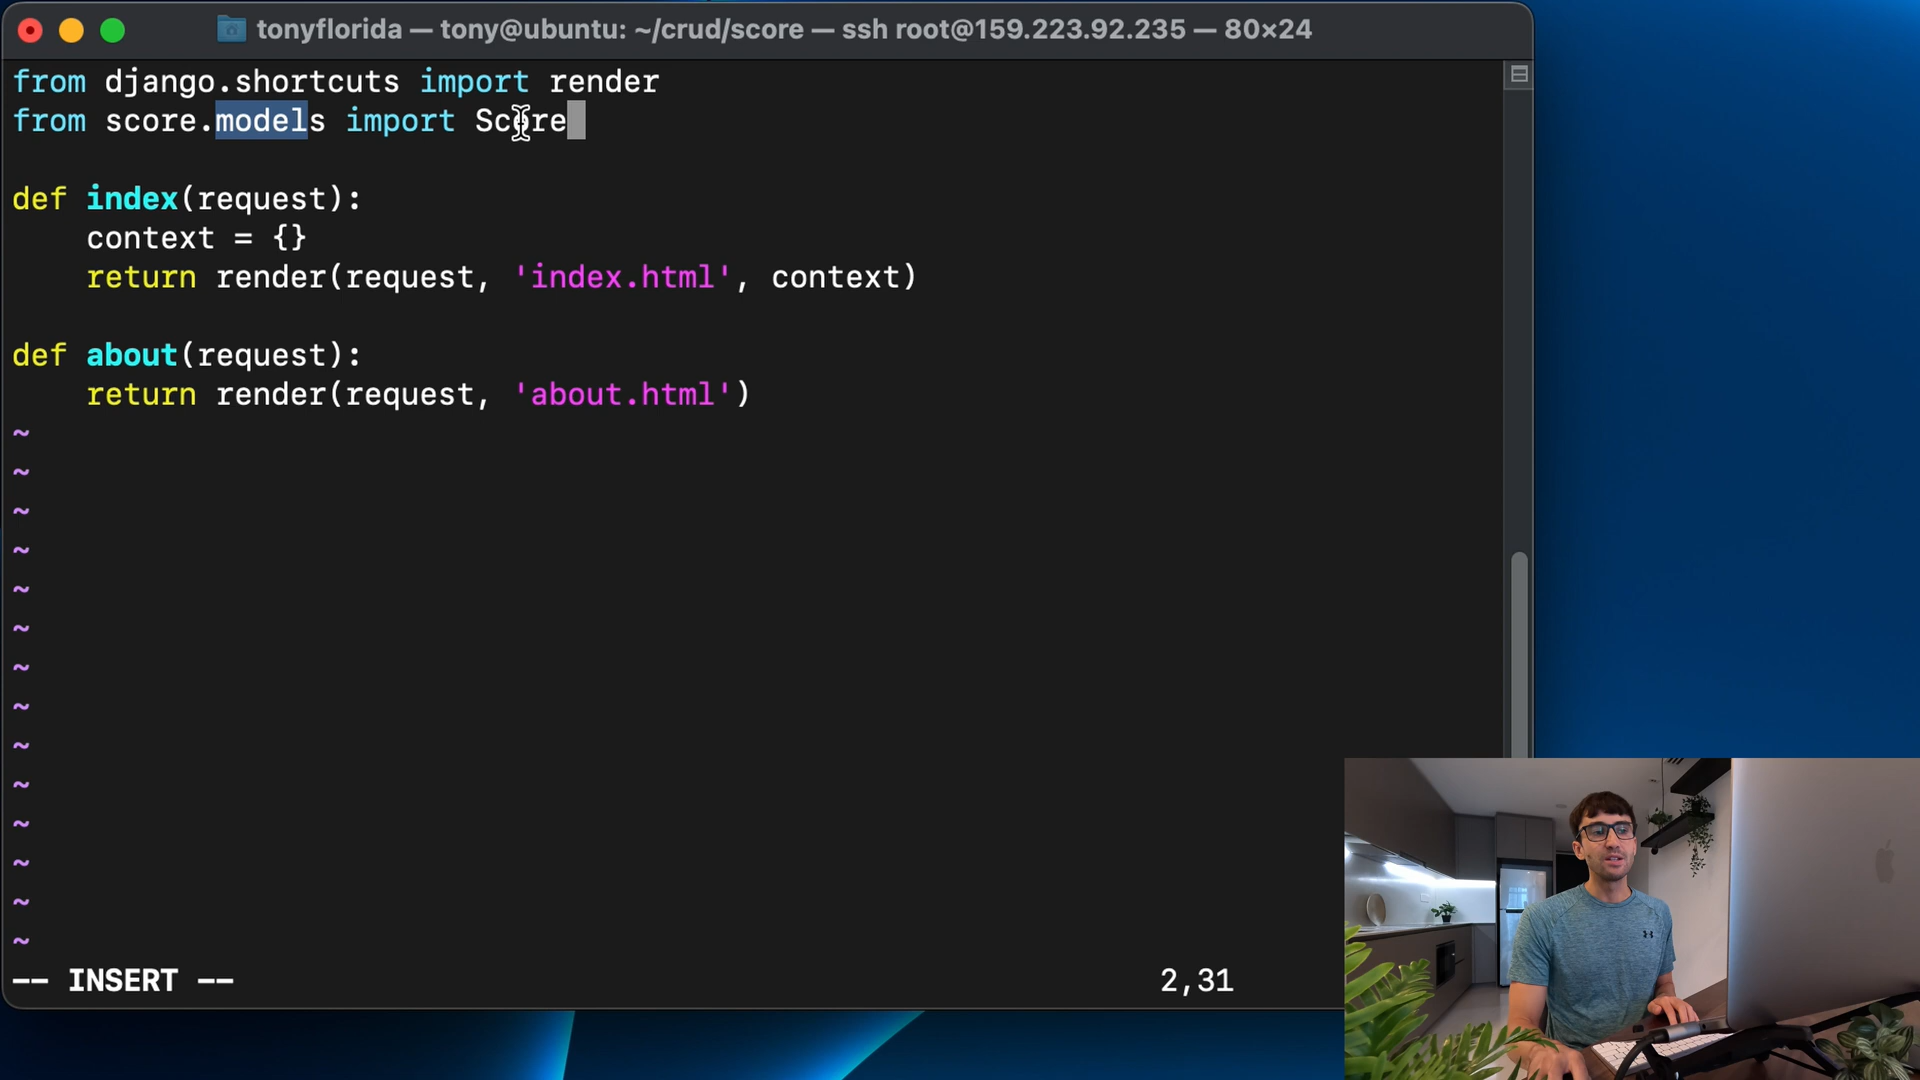 tonyflorida — tony@ubuntu: ~/crud/score — ssh root@159.223.92.235 — 80×24
from django.shortcuts import render
from score.models import Score
def index(request):
    context = {}
    return render(request, 'index.html', context)
def about(request):
    return render(request, 'about.html')
~
~
~
~
~
~
~
~
~
~
~
~
~
~
-- INSERT --
2,31